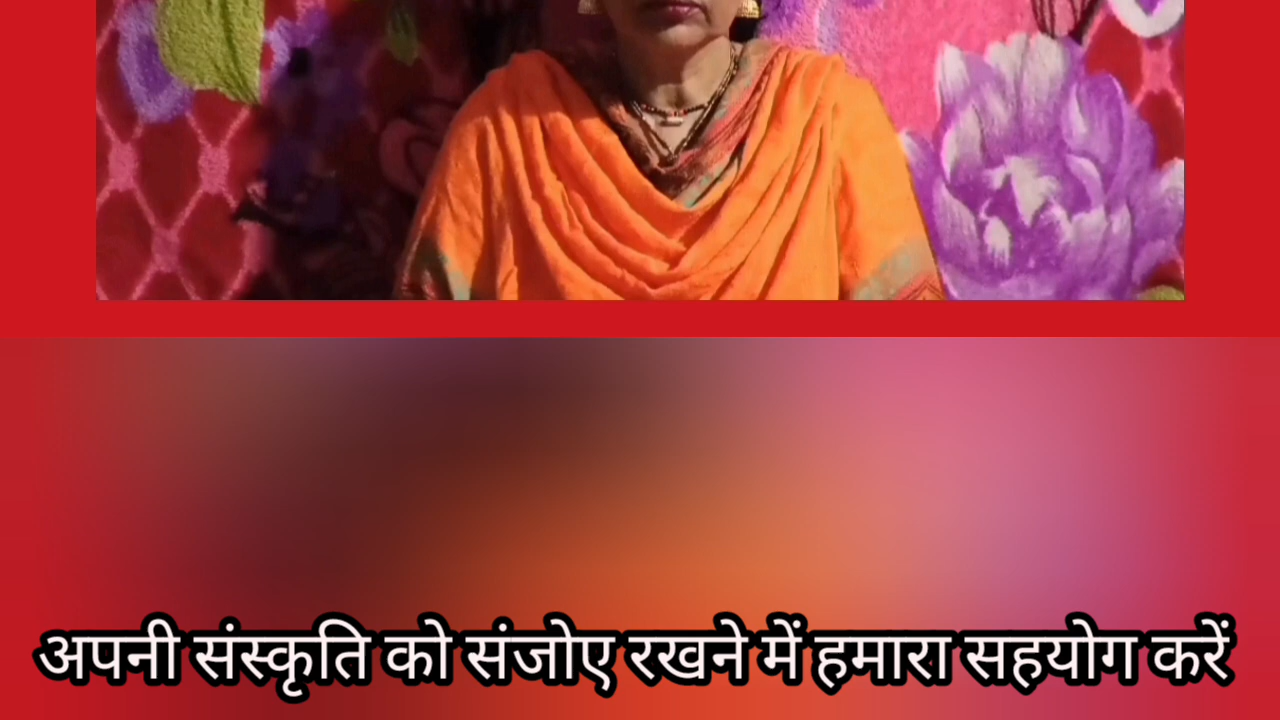 अपनी संस्कृति को संजोए रखने में हमारा सहयोग करें